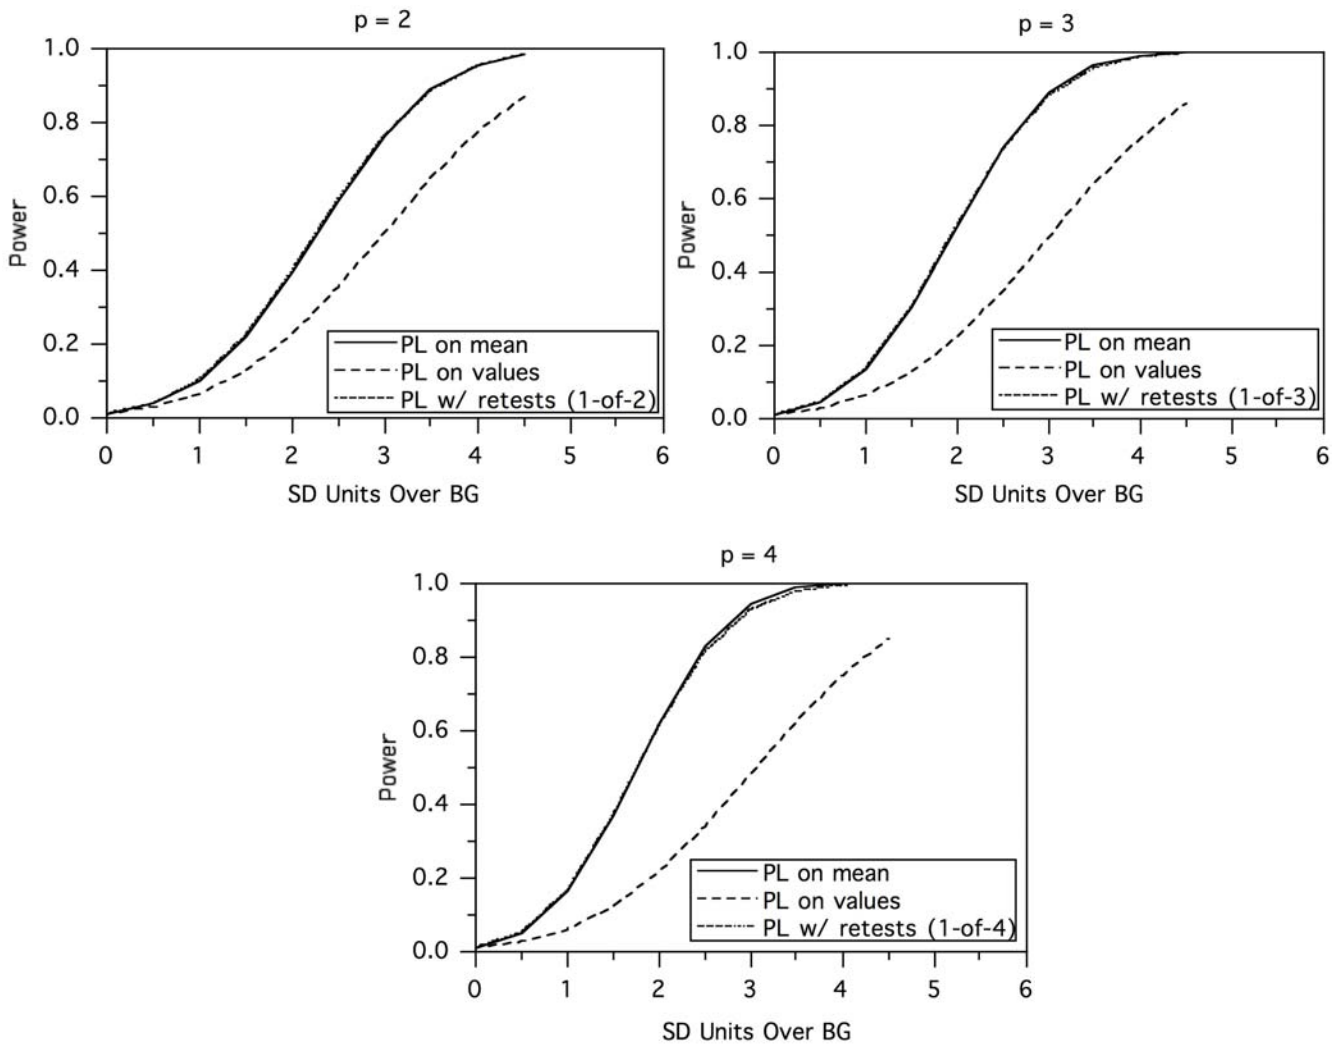 p = 2
1.0
0.8
0.6
0.4
0.2
0.0
Power
PL on mean
PL on values
PL w/ retests (1-of-2)
0 1 2 3 4 5 6
SD Units Over BG
p = 3
1.0
0.8
0.6
0.4
0.2
0.0
Power
PL on mean
PL on values
PL w/ retests (1-of-3)
0 1 2 3 4 5 6
SD Units Over BG
p = 4
1.0
0.8
0.6
0.4
0.2
0.0
Power
PL on mean
PL on values
PL w/ retests (1-of-4)
0 1 2 3 4 5 6
SD Units Over BG